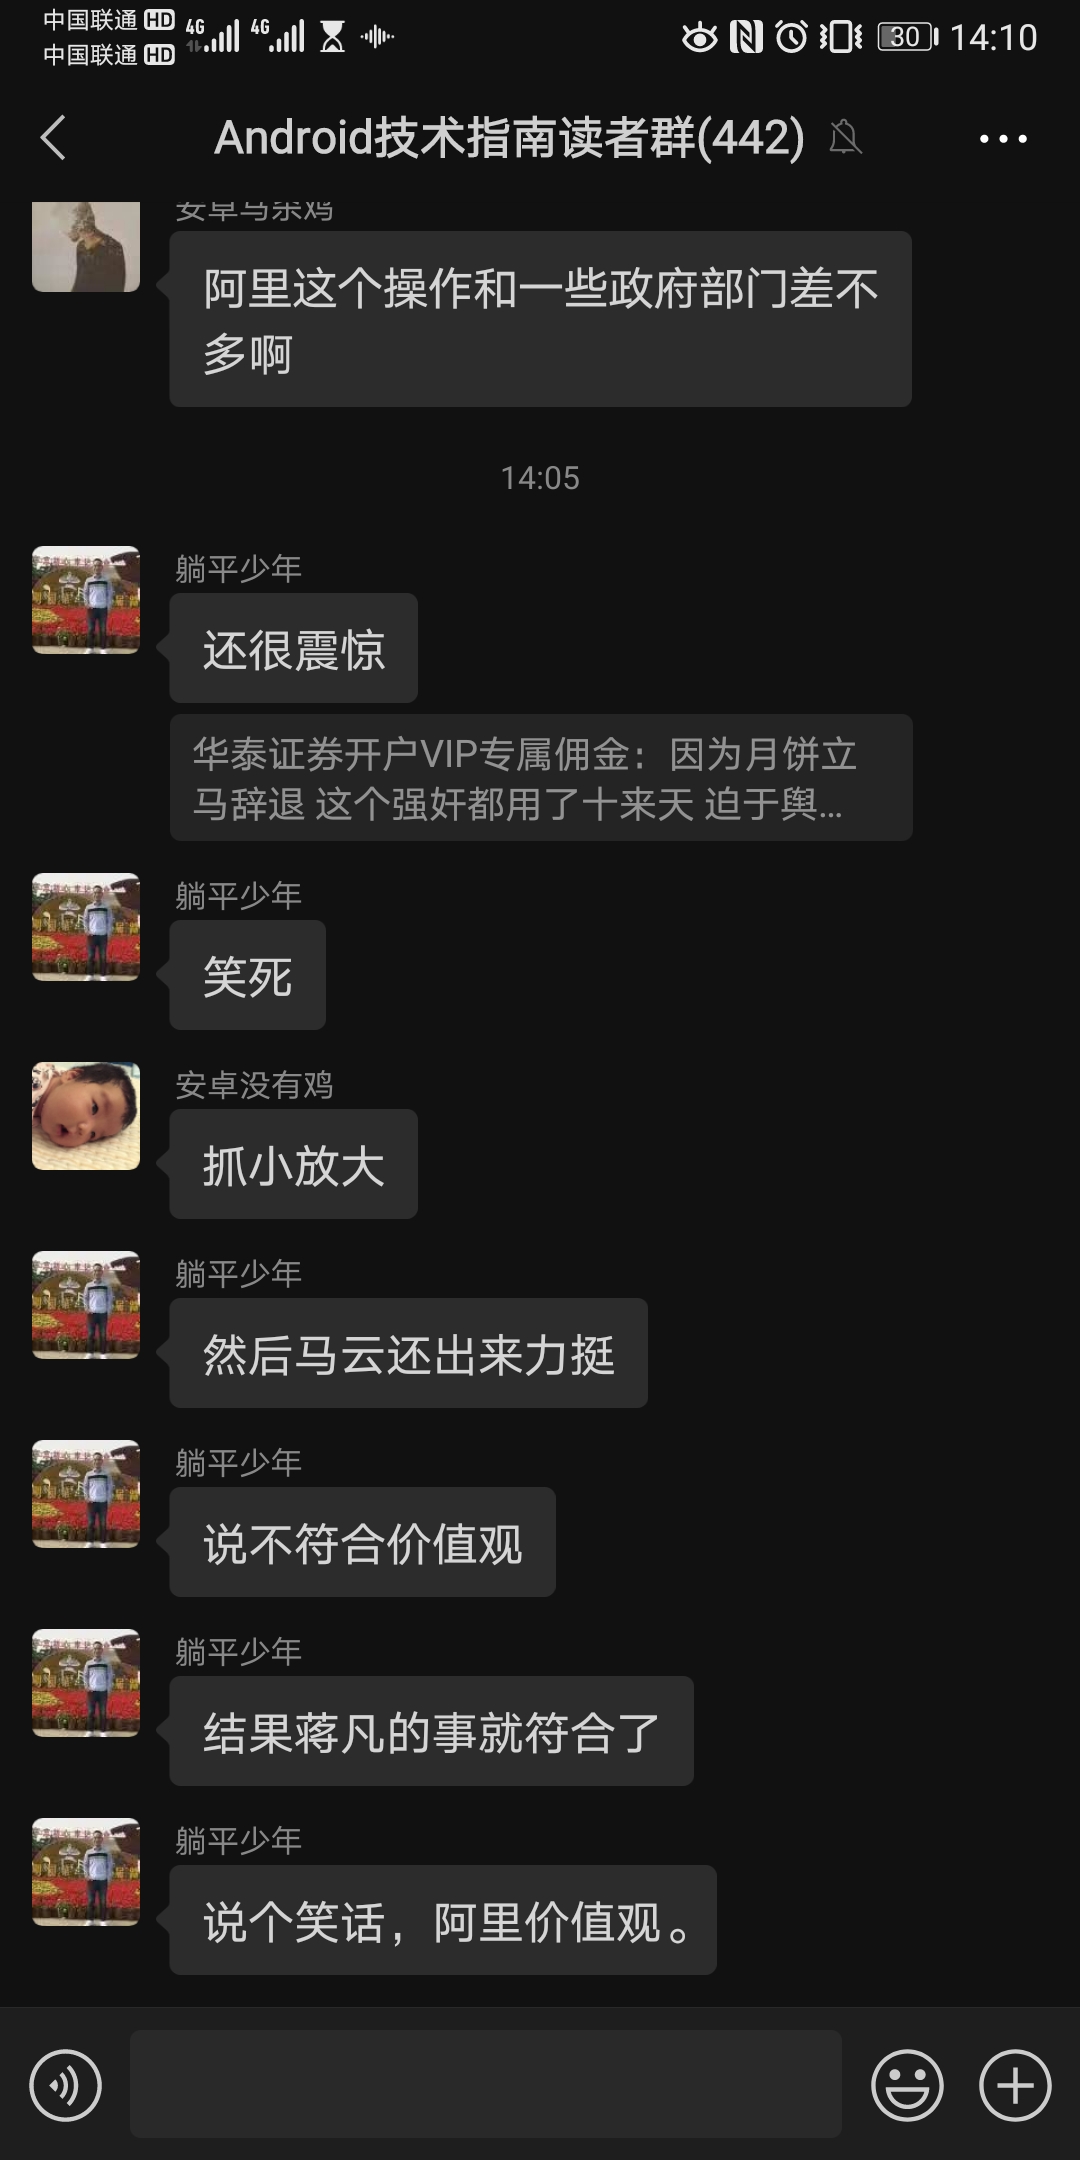 中国联通 HD
中国联通 HD
4G 4G
30 14:10
Android技术指南读者群(442)
安卓马杀鸡
阿里这个操作和一些政府部门差不
多啊
14:05
躺平少年
还很震惊
华泰证券开户VIP专属佣金：因为月饼立
马辞退 这个强奸都用了十来天 迫于舆...
躺平少年
笑死
安卓没有鸡
抓小放大
躺平少年
然后马云还出来力挺
躺平少年
说不符合价值观
躺平少年
结果蒋凡的事就符合了
躺平少年
说个笑话，阿里价值观。